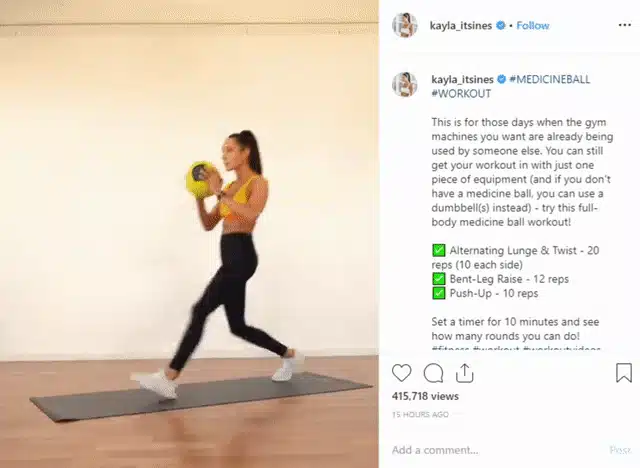 kayla_itsines • Follow
kayla_itsines #MEDICINEBALL
#WORKOUT
This is for those days when the gym
machines you want are already being
used by someone else. You can still
get your workout in with just one
piece of equipment (and if you don't
have a medicine ball, you can use a
dumbbell(s) instead) - try this full-
body medicine ball workout!
✅ Alternating Lunge & Twist - 20
reps (10 each side)
✅ Bent-Leg Raise - 12 reps
✅ Push-Up - 10 reps
Set a timer for 10 minutes and see
how many rounds you can do!
#fitness #workout #workoutvideos
415,718 views
15 HOURS AGO
Add a comment... Post